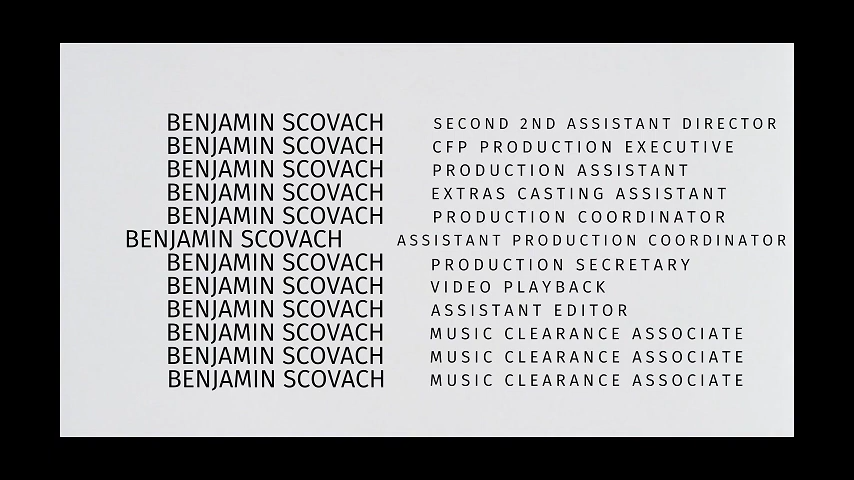 BENJAMIN SCOVACH SECOND 2ND ASSISTANT DIRECTOR
BENJAMIN SCOVACH CFP PRODUCTION EXECUTIVE
BENJAMIN SCOVACH PRODUCTION ASSISTANT
BENJAMIN SCOVACH EXTRAS CASTING ASSISTANT
BENJAMIN SCOVACH PRODUCTION COORDINATOR
BENJAMIN SCOVACH ASSISTANT PRODUCTION COORDINATOR
BENJAMIN SCOVACH PRODUCTION SECRETARY
BENJAMIN SCOVACH VIDEO PLAYBACK
BENJAMIN SCOVACH ASSISTANT EDITOR
BENJAMIN SCOVACH MUSIC CLEARANCE ASSOCIATE
BENJAMIN SCOVACH MUSIC CLEARANCE ASSOCIATE
BENJAMIN SCOVACH MUSIC CLEARANCE ASSOCIATE